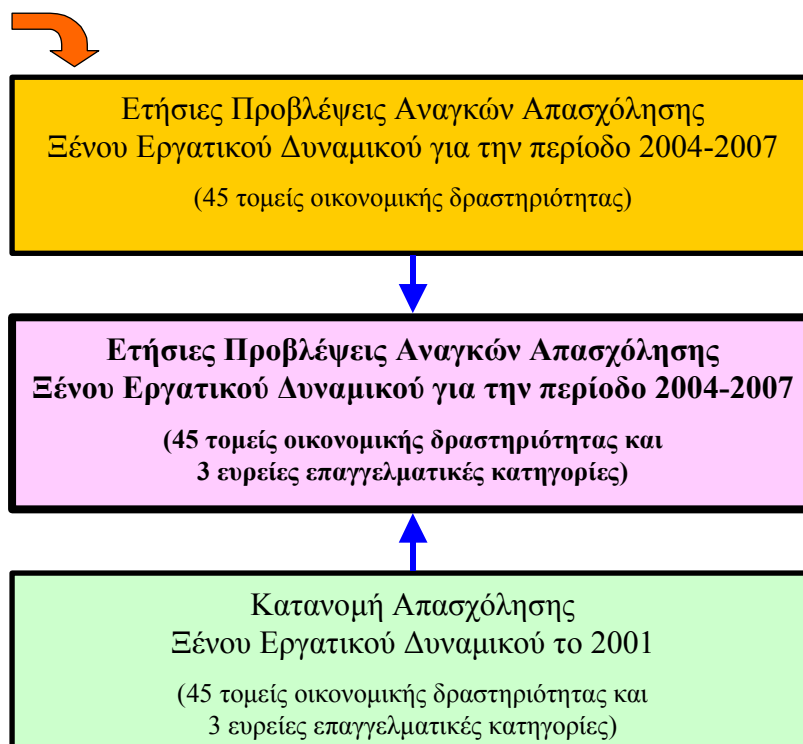 Ετήσιες Προβλέψεις Αναγκών Απασχόλησης
Ξένου Εργατικού Δυναμικού για την περίοδο 2004-2007
(45 τομείς οικονομικής δραστηριότητας)
Ετήσιες Προβλέψεις Αναγκών Απασχόλησης
Ξένου Εργατικού Δυναμικού για την περίοδο 2004-2007
(45 τομείς οικονομικής δραστηριότητας και
3 ευρείες επαγγελματικές κατηγορίες)
Κατανομή Απασχόλησης
Ξένου Εργατικού Δυναμικού το 2001
(45 τομείς οικονομικής δραστηριότητας και
3 ευρείες επαγγελματικές κατηγορίες)